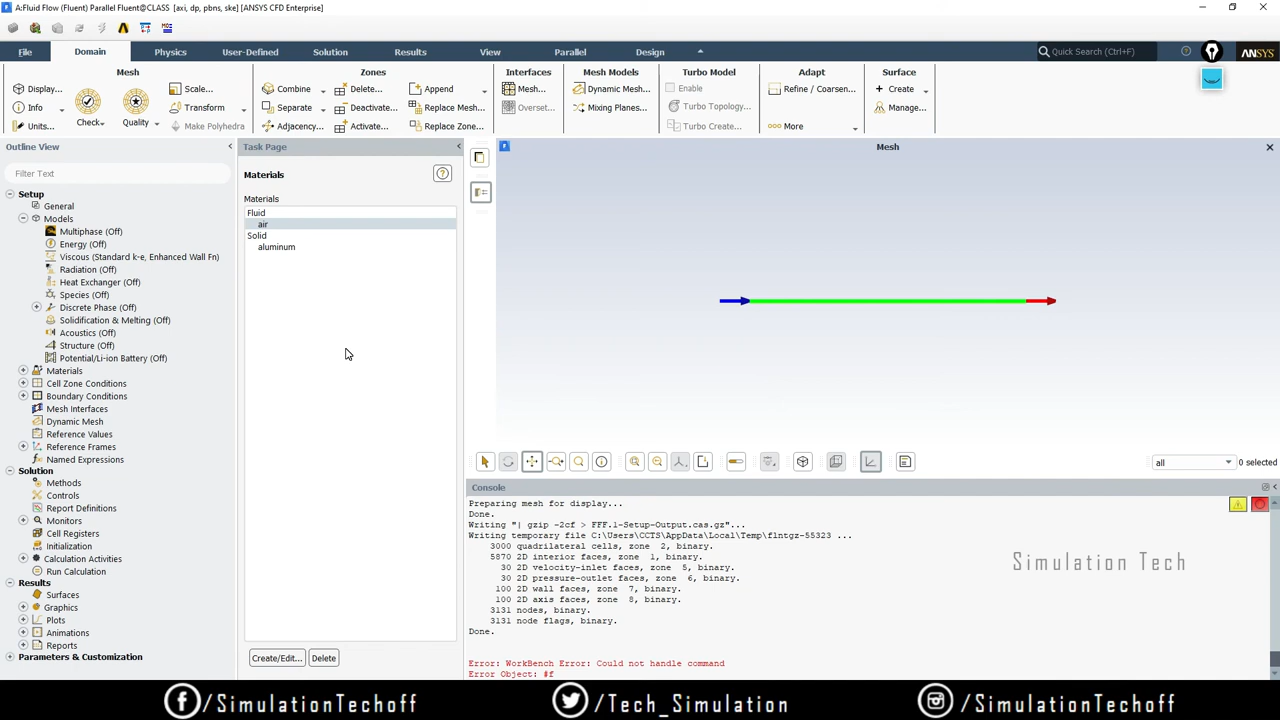 A:Fluid Flow (Fluent) Parallel Fluent@CLASS [axi, dp, pbns, ske] [ANSYS CFD Enterprise]
File Domain Physics User-Defined Solution Results View Parallel Design
Quick Search (Ctrl+F)
ANSYS
Mesh
Display...
Info
Units...
Check
Quality
Scale...
Transform
Make Polyhedra
Zones
Combine
Separate
Adjacency...
Delete...
Deactivate...
Activate...
Append
Replace Mesh...
Replace Zone...
Interfaces
Mesh...
Overset...
Mesh Models
Dynamic Mesh...
Mixing Planes...
Turbo Model
Enable
Turbo Topology...
Turbo Create...
Adapt
Refine / Coarsen...
More
Surface
Create
Manage...
Outline View
Filter Text
Setup
General
Models
Multiphase (Off)
Energy (Off)
Viscous (Standard k-e, Enhanced Wall Fn)
Radiation (Off)
Heat Exchanger (Off)
Species (Off)
Discrete Phase (Off)
Solidification & Melting (Off)
Acoustics (Off)
Structure (Off)
Potential/Li-ion Battery (Off)
Materials
Cell Zone Conditions
Boundary Conditions
Mesh Interfaces
Dynamic Mesh
Reference Values
Reference Frames
Named Expressions
Solution
Methods
Controls
Report Definitions
Monitors
Cell Registers
Initialization
Calculation Activities
Run Calculation
Results
Surfaces
Graphics
Plots
Animations
Reports
Parameters & Customization
Task Page
Materials
Materials
Fluid
air
Solid
aluminum
Create/Edit...
Delete
Mesh
all
0 selected
Console
Preparing mesh for display...
Done.
Writing "| gzip -2cf > FFF.1-Setup-Output.cas.gz"...
Writing temporary file C:\Users\CCTS\AppData\Local\Temp\flntgz-55323 ...
3000 quadrilateral cells, zone 2, binary.
5870 2D interior faces, zone 1, binary.
30 2D velocity-inlet faces, zone 5, binary.
30 2D pressure-outlet faces, zone 6, binary.
100 2D wall faces, zone 7, binary.
100 2D axis faces, zone 8, binary.
3131 nodes, binary.
3131 node flags, binary.
Done.
Error: WorkBench Error: Could not handle command
Error Object: #f
Simulation Tech
/SimulationTechoff
/Tech_Simulation
/SimulationTechoff